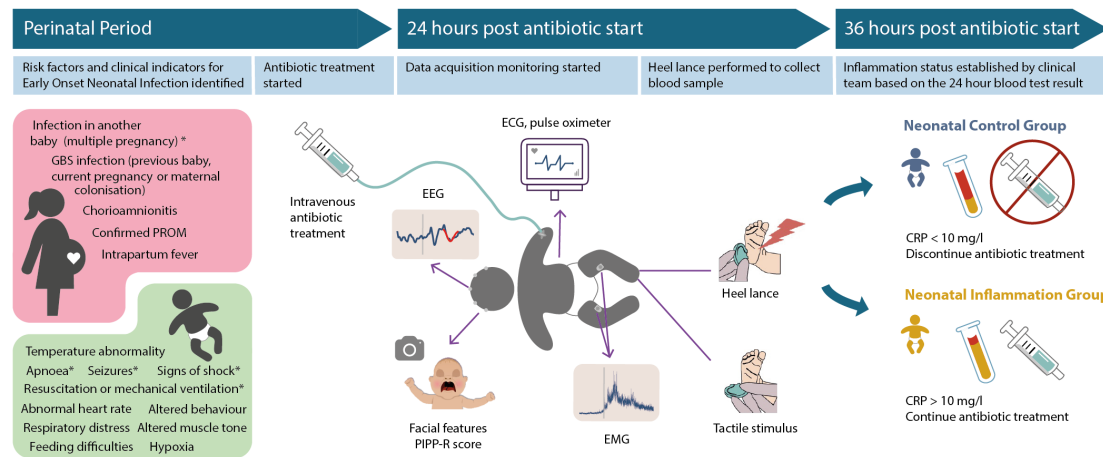 Perinatal Period
24 hours post antibiotic start
36 hours post antibiotic start
Risk factors and clinical indicators for
Early Onset Neonatal Infection identified
Antibiotic treatment
started
Data acquisition monitoring started
Heel lance performed to collect
blood sample
Inflammation status established by clinical
team based on the 24 hour blood test result
Infection in another
baby (multiple pregnancy) *
GBS infection (previous baby,
current pregnancy or maternal
colonisation)
Chorioamnionitis
Confirmed PROM
Intrapartum fever
Temperature abnormality
Apnoea* Seizures* Signs of shock*
Resuscitation or mechanical ventilation*
Abnormal heart rate Altered behaviour
Respiratory distress Altered muscle tone
Feeding difficulties Hypoxia
Intravenous
antibiotic
treatment
EEG
ECG, pulse oximeter
Facial features
PIPP-R score
EMG
Heel lance
Tactile stimulus
Neonatal Control Group
CRP < 10 mg/l
Discontinue antibiotic treatment
Neonatal Inflammation Group
CRP > 10 mg/l
Continue antibiotic treatment